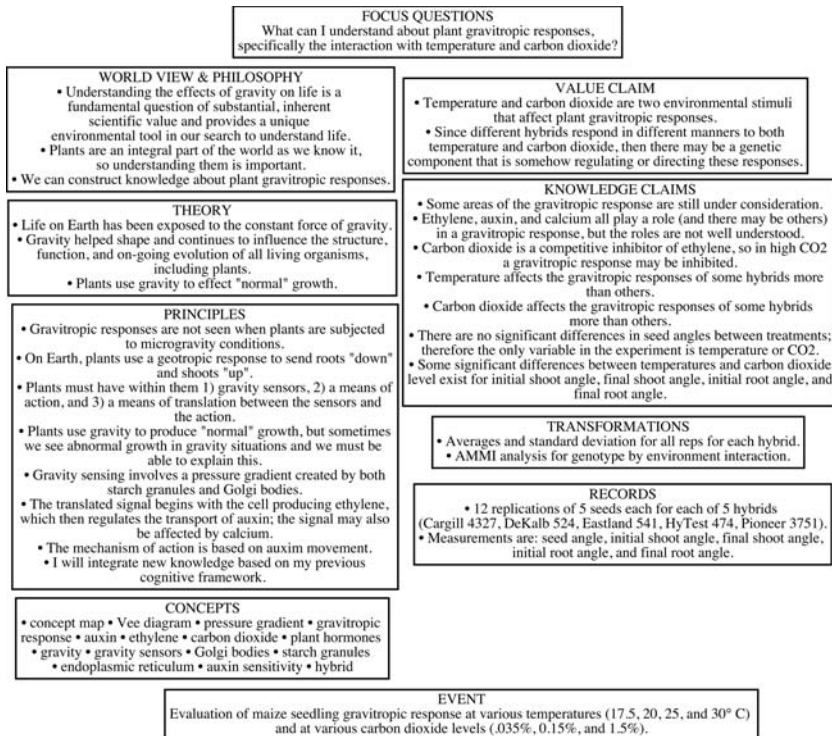 FOCUS QUESTIONS
What can I understand about plant gravitropic responses,
specifically the interaction with temperature and carbon dioxide?
WORLD VIEW & PHILOSOPHY
• Understanding the effects of gravity on life is a
fundamental question of substantial, inherent
scientific value and provides a unique
environmental tool in our search to understand life.
• Plants are an integral part of the world as we know it,
so understanding them is important.
• We can construct knowledge about plant gravitropic responses.
THEORY
• Life on Earth has been exposed to the constant force of gravity.
• Gravity helped shape and continues to influence the structure,
function, and on-going evolution of all living organisms,
including plants.
• Plants use gravity to effect "normal" growth.
PRINCIPLES
• Gravitropic responses are not seen when plants are subjected
to microgravity conditions.
• On Earth, plants use a geotropic response to send roots "down"
and shoots "up".
• Plants must have within them 1) gravity sensors, 2) a means of
action, and 3) a means of translation between the sensors and
the action.
• Plants use gravity to produce "normal" growth, but sometimes
we see abnormal growth in gravity situations and we must be
able to explain this.
• Gravity sensing involves a pressure gradient created by both
starch granules and Golgi bodies.
• The translated signal begins with the cell producing ethylene,
which then regulates the transport of auxin; the signal may also
be affected by calcium.
• The mechanism of action is based on auxim movement.
• I will integrate new knowledge based on my previous
cognitive framework.
CONCEPTS
• concept map • Vee diagram • pressure gradient • gravitropic
response • auxin • ethylene • carbon dioxide • plant hormones
• gravity • gravity sensors • Golgi bodies • starch granules
• endoplasmic reticulum • auxin sensitivity • hybrid
VALUE CLAIM
• Temperature and carbon dioxide are two environmental stimuli
that affect plant gravitropic responses.
• Since different hybrids respond in different manners to both
temperature and carbon dioxide, then there may be a genetic
component that is somehow regulating or directing these responses.
KNOWLEDGE CLAIMS
• Some areas of the gravitropic response are still under consideration.
• Ethylene, auxin, and calcium all play a role (and there may be others)
in a gravitropic response, but the roles are not well understood.
• Carbon dioxide is a competitive inhibitor of ethylene, so in high CO2
a gravitropic response may be inhibited.
• Temperature affects the gravitropic responses of some hybrids more
than others.
• Carbon dioxide affects the gravitropic responses of some hybrids
more than others.
• There are no significant differences in seed angles between treatments;
therefore the only variable in the experiment is temperature or CO2.
• Some significant differences between temperatures and carbon dioxide
level exist for initial shoot angle, final shoot angle, initial root angle, and
final root angle.
TRANSFORMATIONS
• Averages and standard deviation for all reps for each hybrid.
• AMMI analysis for genotype by environment interaction.
RECORDS
• 12 replications of 5 seeds each for each of 5 hybrids
(Cargill 4327, DeKalb 524, Eastland 541, HyTest 474, Pioneer 3751).
• Measurements are: seed angle, initial shoot angle, final shoot angle,
initial root angle, and final root angle.
EVENT
Evaluation of maize seedling gravitropic response at various temperatures (17.5, 20, 25, and 30° C)
and at various carbon dioxide levels (.035%, 0.15%, and 1.5%).